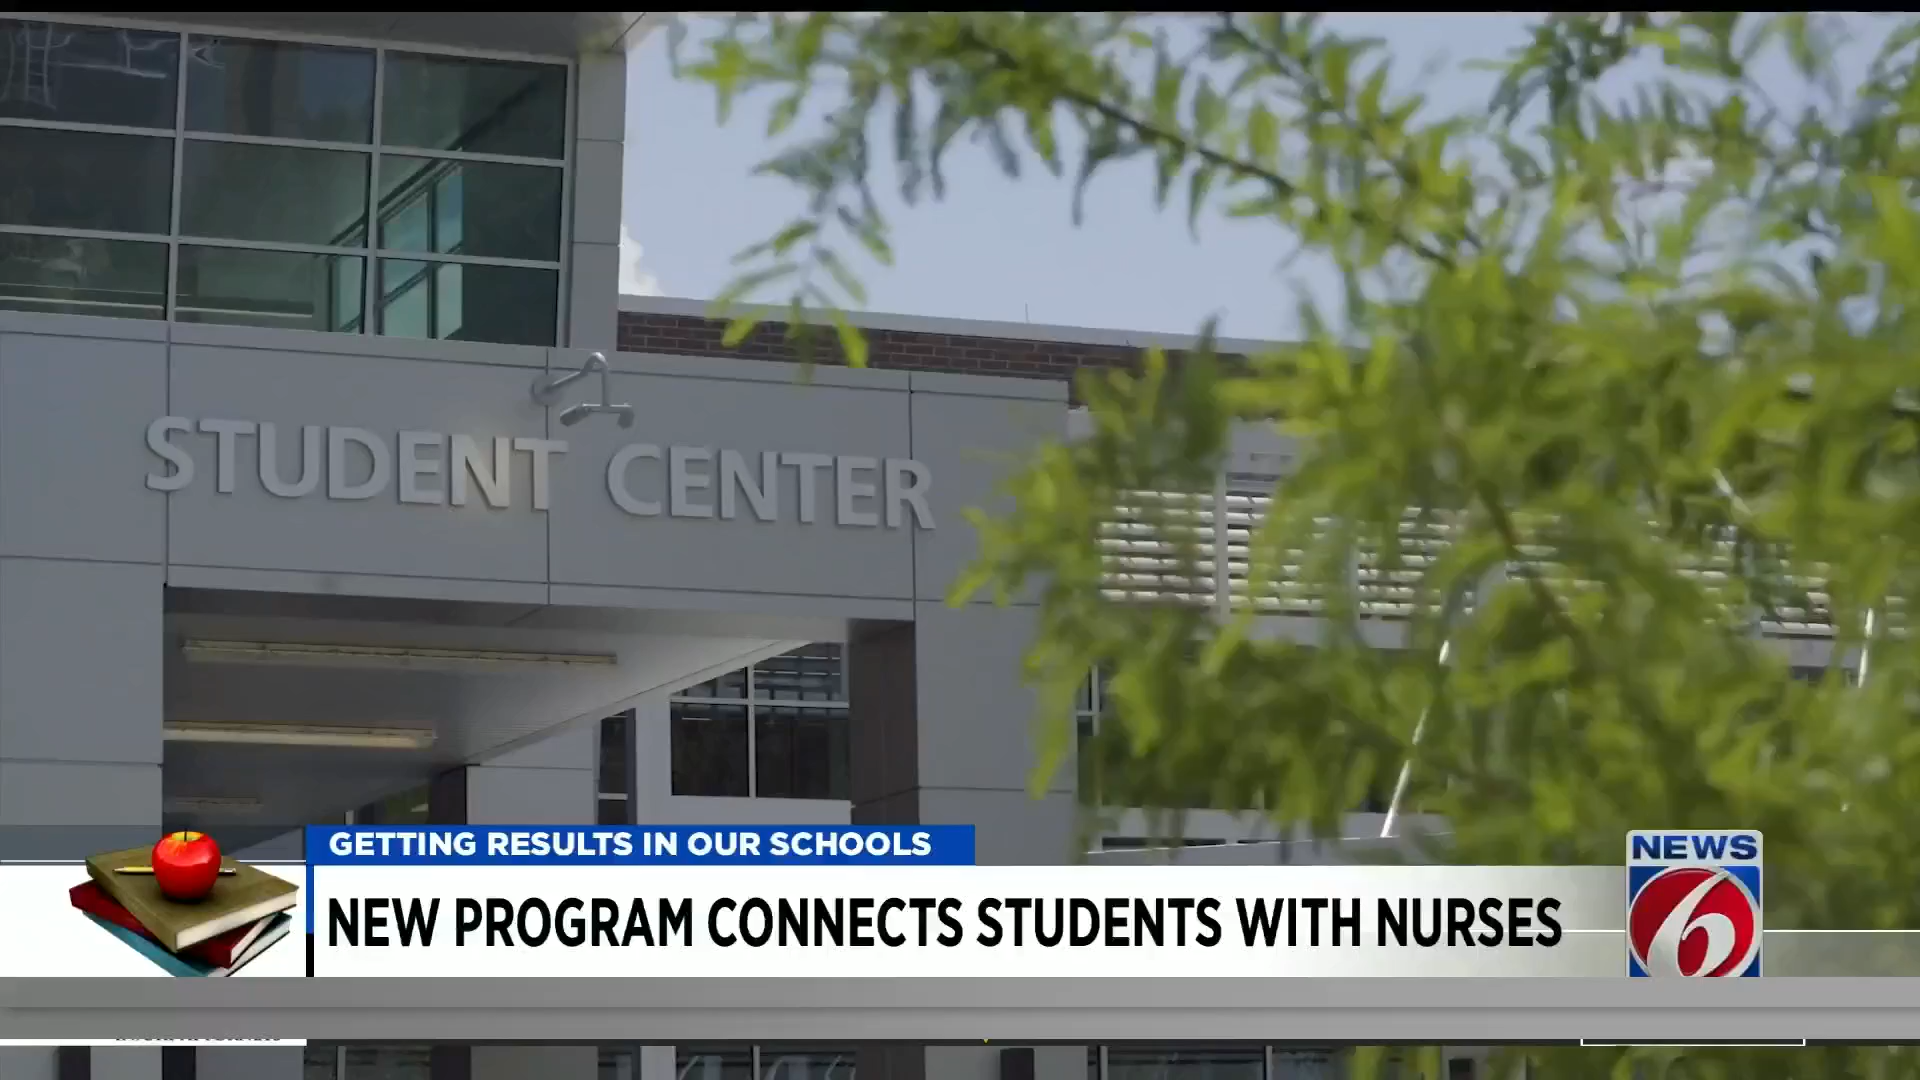 STUDENT CENTER
GETTING RESULTS IN OUR SCHOOLS
NEW PROGRAM CONNECTS STUDENTS WITH NURSES
NEWS
6